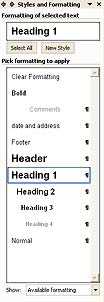 Styles and Formatting
Formatting of selected text
Heading 1
Select All New Style
Pick formatting to apply
Clear Formatting
Bold
Comments ¶
date and address ¶
Footer ¶
Header ¶
Heading 1 ¶
Heading 2 ¶
Heading 3 ¶
Heading 4 ¶
Normal ¶
Show: Available formatting